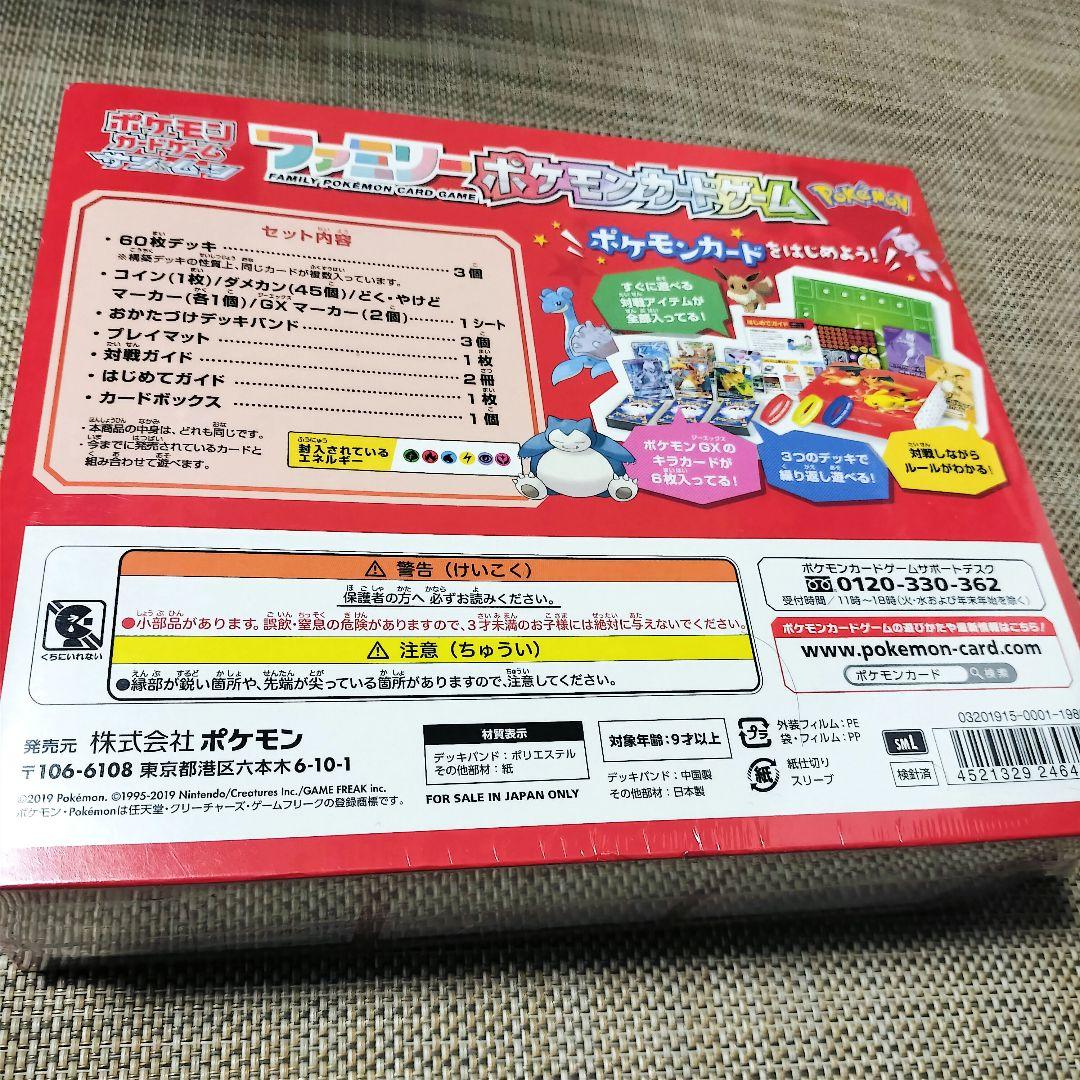 ポケモン
カードゲーム
サン&ムーン
ファミリーポケモンカードゲーム
FAMILY POKÉMON CARD GAME
POKÉMON
セット内容
・60枚デッキ ................ 3個
※構築デッキの性質上、同じカードが複数入っています。
・コイン(1枚)/ダメカン(45個)/どく・やけど
マーカー(各1個)/GXマーカー(2個) ........ 1シート
・おかたづけデッキバンド ................ 3個
・プレイマット ................ 1枚
・対戦ガイド ................ 2冊
・はじめてガイド ................ 1枚
・カードボックス ................ 1個
・本商品の中身は、どれも同じです。
・今までに発売されているカードと
組み合わせて遊べます。
封入されている
エネルギー
ポケモンカードをはじめよう!
すぐに遊べる
対戦アイテムが
全部入ってる!
はじめてガイド
ポケモンGXの
キラカードが
6枚入ってる!
3つのデッキで
繰り返し遊べる!
対戦しながら
ルールがわかる!
くちにいれない
警告(けいこく)
保護者の方へ 必ずお読みください。
●小部品があります。誤飲・窒息の危険がありますので、3才未満のお子様には絶対に与えないでください。
注意(ちゅうい)
●縁部が鋭い箇所や、先端が尖っている箇所がありますので、注意してください。
ポケモンカードゲームサポートデスク
0120-330-362
受付時間/11時~18時(火・水および年末年始を除く)
ポケモンカードゲームの遊びかたや最新情報はこちら!
www.pokemon-card.com
ポケモンカード 検索
発売元 株式会社 ポケモン
〒106-6108 東京都港区六本木6-10-1
©2019 Pokémon. ©1995-2019 Nintendo/Creatures Inc./GAME FREAK inc.
ポケモン・Pokémonは任天堂・クリーチャーズ・ゲームフリークの登録商標です。
材質表示
デッキバンド:ポリエステル
その他部材:紙
FOR SALE IN JAPAN ONLY
対象年齢:9才以上
デッキバンド:中国製
その他部材:日本製
プラ
外装フィルム:PE
袋・フィルム:PP
紙
紙仕切り
スリーブ
SML
検針済
03201915-0001-198
4521329 2464